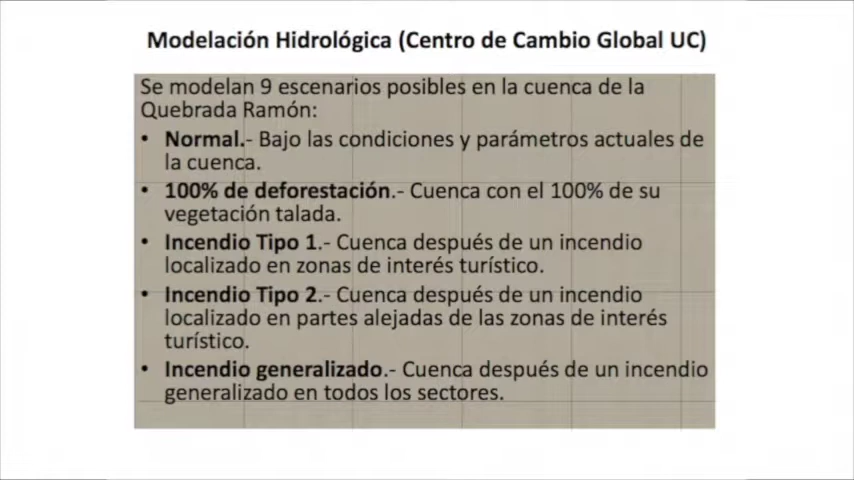 Modelación Hidrológica (Centro de Cambio Global UC)
Se modelan 9 escenarios posibles en la cuenca de la
Quebrada Ramón:
• Normal.- Bajo las condiciones y parámetros actuales de
la cuenca.
• 100% de deforestación.- Cuenca con el 100% de su
vegetación talada.
• Incendio Tipo 1.- Cuenca después de un incendio
localizado en zonas de interés turístico.
• Incendio Tipo 2.- Cuenca después de un incendio
localizado en partes alejadas de las zonas de interés
turístico.
• Incendio generalizado.- Cuenca después de un incendio
generalizado en todos los sectores.